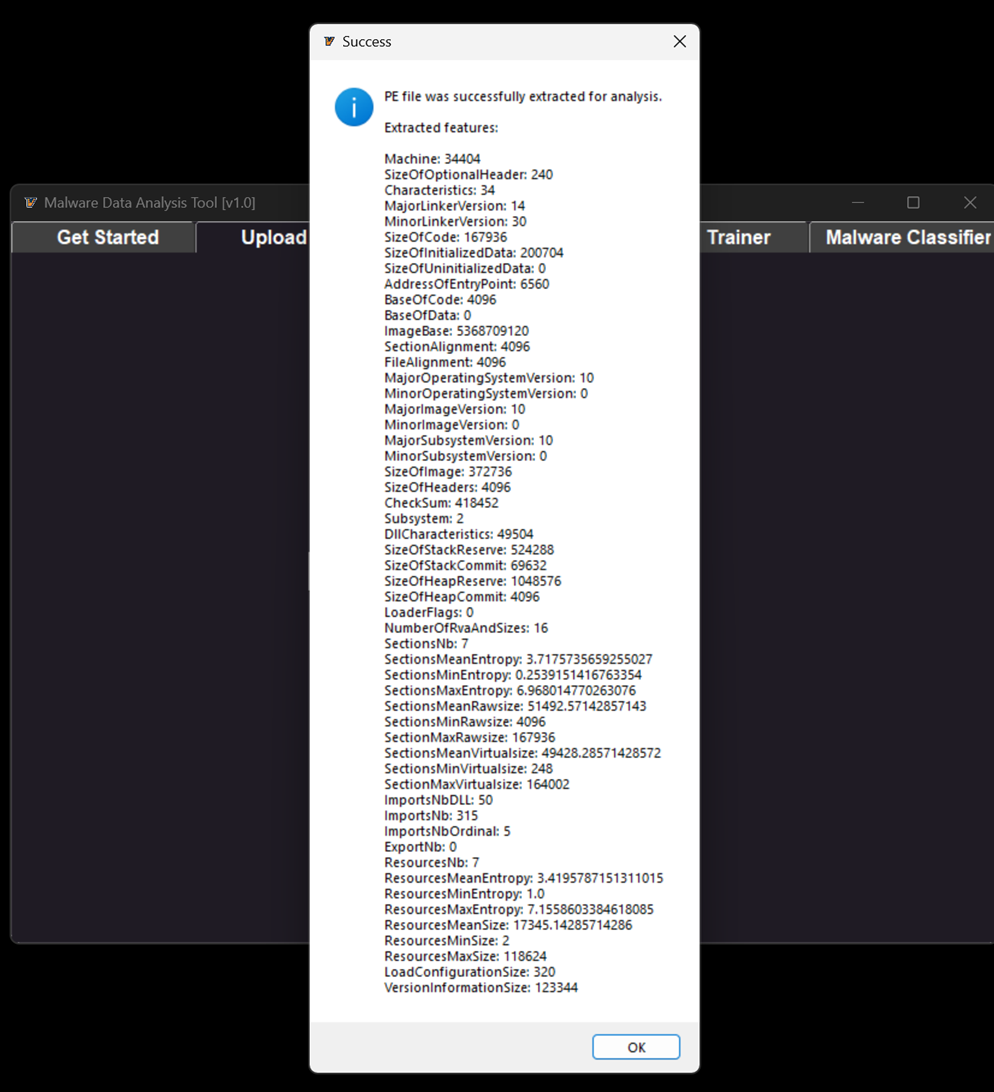 Success
PE file was successfully extracted for analysis.
Extracted features:
Machine: 34404
SizeOfOptionalHeader: 240
Characteristics: 34
MajorLinkerVersion: 14
MinorLinkerVersion: 30
SizeOfCode: 167936
SizeOfInitializedData: 200704
SizeOfUninitializedData: 0
AddressOfEntryPoint: 6560
BaseOfCode: 4096
BaseOfData: 0
ImageBase: 5368709120
SectionAlignment: 4096
FileAlignment: 4096
MajorOperatingSystemVersion: 10
MinorOperatingSystemVersion: 0
MajorImageVersion: 10
MinorImageVersion: 0
MajorSubsystemVersion: 10
MinorSubsystemVersion: 0
SizeOfImage: 372736
SizeOfHeaders: 4096
CheckSum: 418452
Subsystem: 2
DllCharacteristics: 49504
SizeOfStackReserve: 524288
SizeOfStackCommit: 69632
SizeOfHeapReserve: 1048576
SizeOfHeapCommit: 4096
LoaderFlags: 0
NumberOfRvaAndSizes: 16
SectionsNb: 7
SectionsMeanEntropy: 3.7175735659255027
SectionsMinEntropy: 0.2539151416763354
SectionsMaxEntropy: 6.968014770263076
SectionsMeanRawsize: 51492.57142857143
SectionsMinRawsize: 4096
SectionMaxRawsize: 167936
SectionsMeanVirtualsize: 49428.28571428572
SectionsMinVirtualsize: 248
SectionMaxVirtualsize: 164002
ImportsNbDLL: 50
ImportsNb: 315
ImportsNbOrdinal: 5
ExportNb: 0
ResourcesNb: 7
ResourcesMeanEntropy: 3.4195787151311015
ResourcesMinEntropy: 1.0
ResourcesMaxEntropy: 7.1558603384618085
ResourcesMeanSize: 17345.14285714286
ResourcesMinSize: 2
ResourcesMaxSize: 118624
LoadConfigurationSize: 320
VersionInformationSize: 123344
OK
Malware Data Analysis Tool [v1.0]
Get Started
Upload
Trainer
Malware Classifier